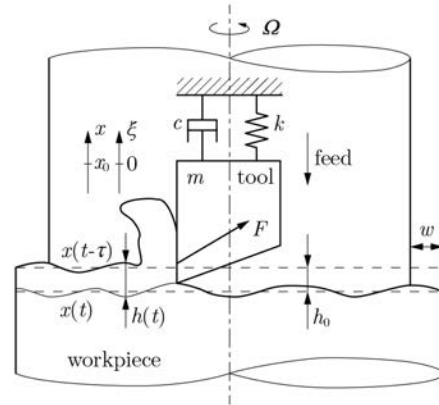 Ω
c
k
x
ξ
x₀
0
m
tool
feed
F
w
x(t-τ)
x(t)
h(t)
h₀
workpiece